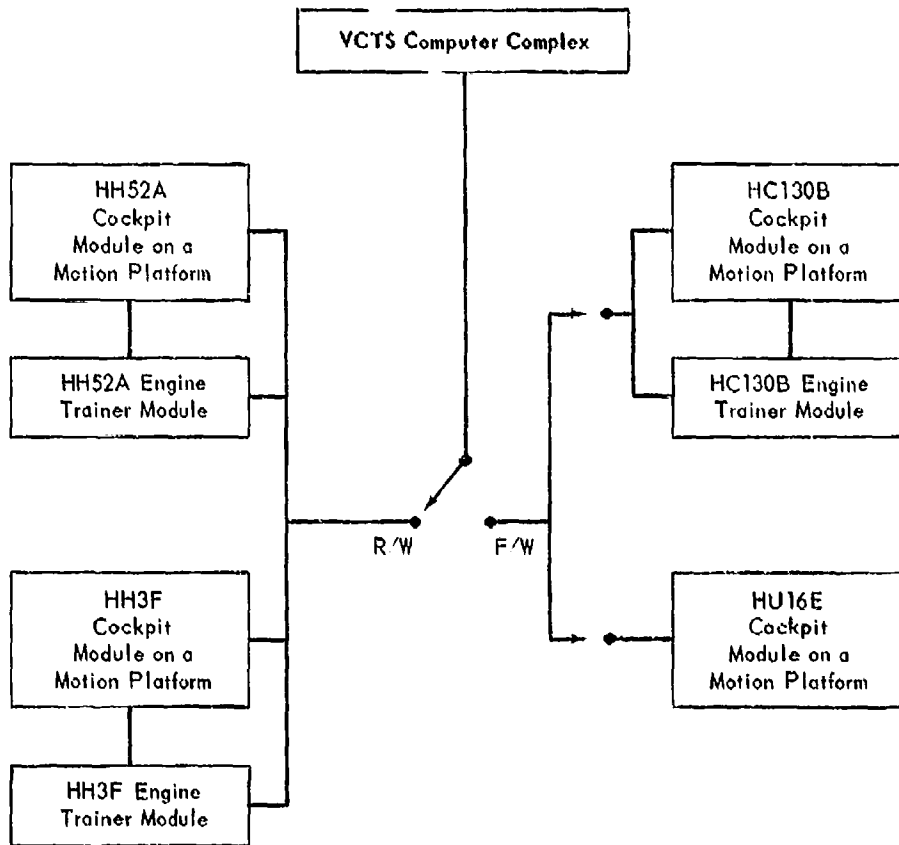 VCTS Computer Complex
HH52A
Cockpit
Module on a
Motion Platform
HH52A Engine
Trainer Module
HH3F
Cockpit
Module on a
Motion Platform
HH3F Engine
Trainer Module
R/W
F/W
HC130B
Cockpit
Module on a
Motion Platform
HC130B Engine
Trainer Module
HU16E
Cockpit
Module on a
Motion Platform